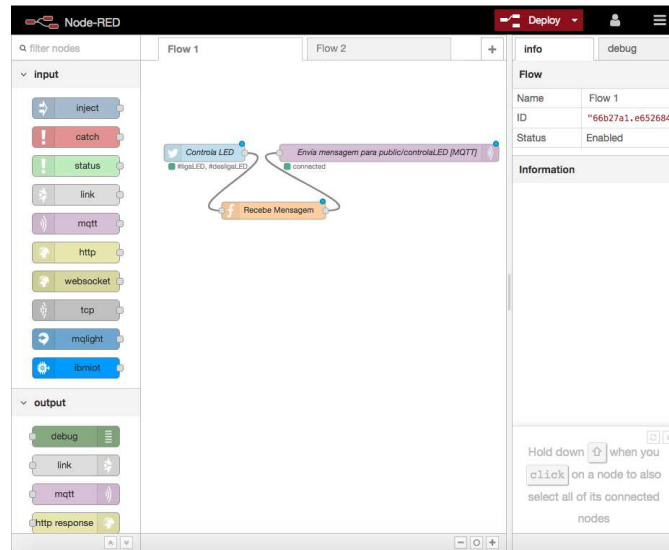 Node-RED
Deploy
filter nodes
Flow 1
Flow 2
info
debug
input
inject
catch
status
link
mqtt
http
websocket
tcp
mqlight
ibmiot
output
debug
link
mqtt
http response
Controla LED
#ligaLED, #desligaLED
Envia mensagem para public/controlaLED [MQTT]
connected
Recebe Mensagem
Flow
Name Flow 1
ID "66b27a1.e652684
Status Enabled
Information
Hold down ⇧ when you
click on a node to also
select all of its connected
nodes